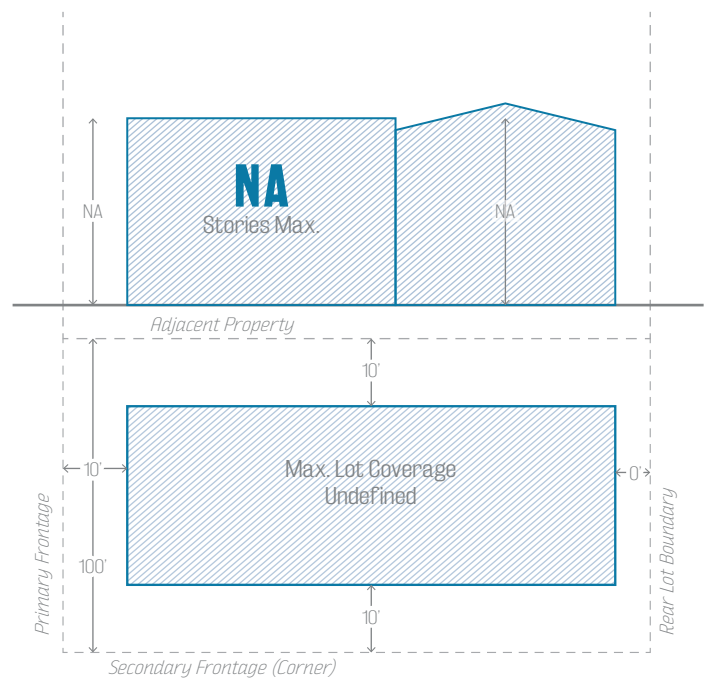 NA
Stories Max.
NA
NA
Adjacent Property
10'
Max. Lot Coverage
Undefined
10'
0'
Primary Frontage
Rear Lot Boundary
100'
10'
Secondary Frontage (Corner)